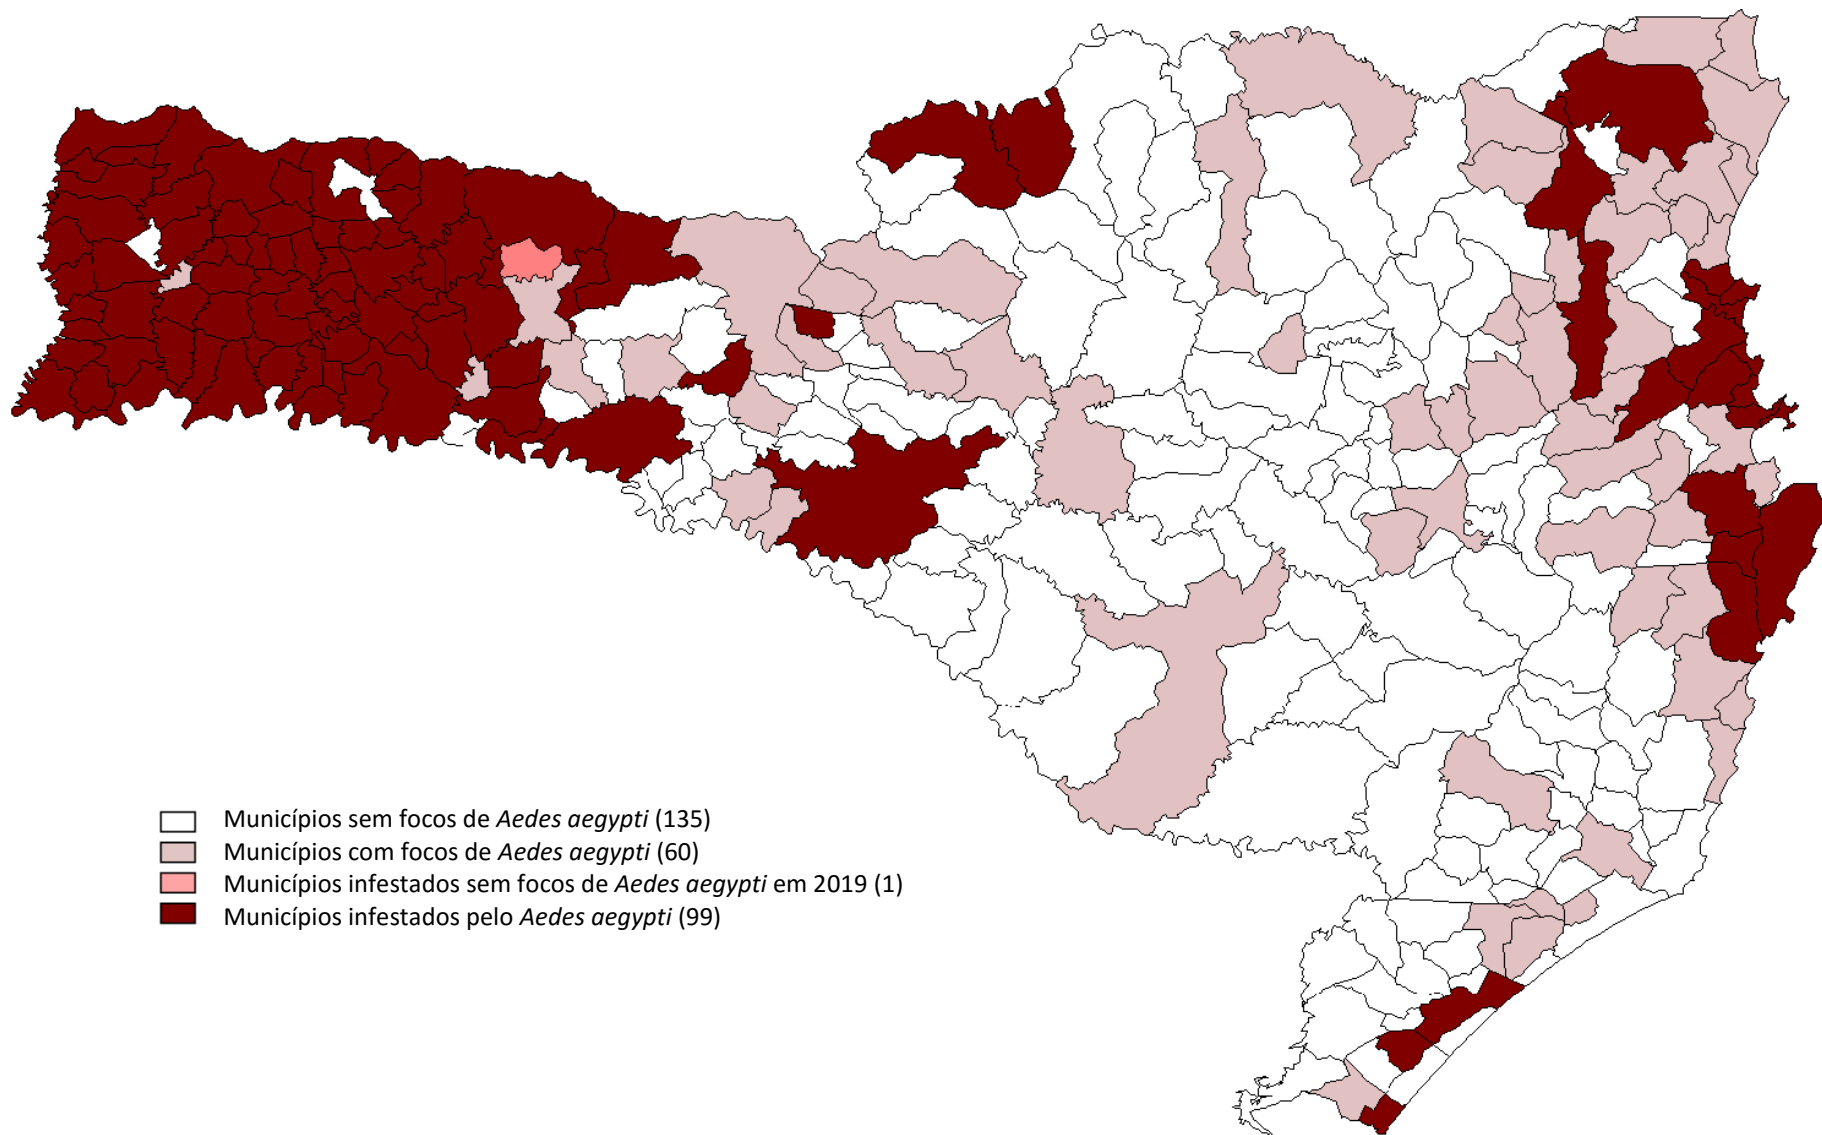 Municípios sem focos de Aedes aegypti (135)
Municípios com focos de Aedes aegypti (60)
Municípios infestados sem focos de Aedes aegypti em 2019 (1)
Municípios infestados pelo Aedes aegypti (99)